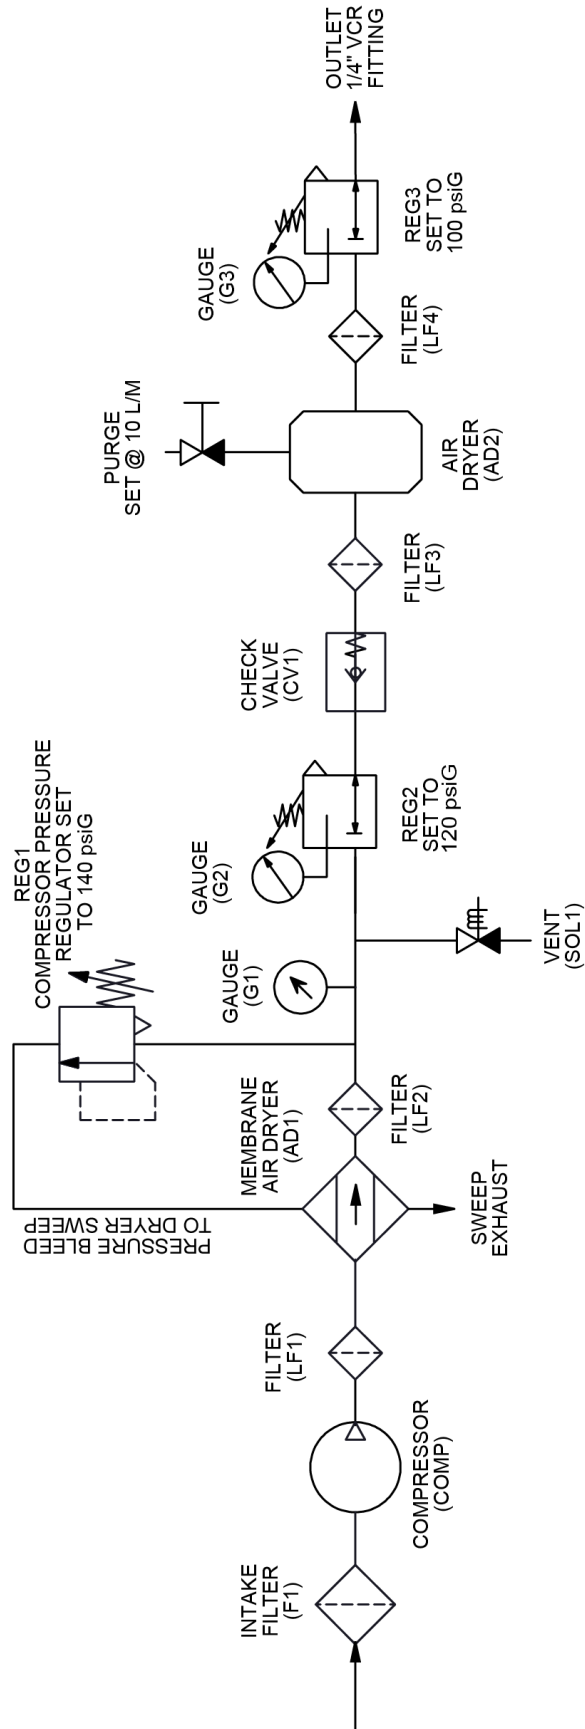 INTAKE
FILTER
(F1)
COMPRESSOR
(COMP)
FILTER
(LF1)
PRESSURE BLEED
TO DRYER SWEEP
MEMBRANE
AIR DRYER
(AD1)
SWEEP
EXHAUST
FILTER
(LF2)
REG1
COMPRESSOR PRESSURE
REGULATOR SET
TO 140 psiG
GAUGE
(G1)
VENT
(SOL1)
GAUGE
(G2)
REG2
SET TO
120 psiG
CHECK
VALVE
(CV1)
FILTER
(LF3)
PURGE
SET @ 10 L/M
AIR
DRYER
(AD2)
FILTER
(LF4)
GAUGE
(G3)
REG3
SET TO
100 psiG
OUTLET
1/4" VCR
FITTING